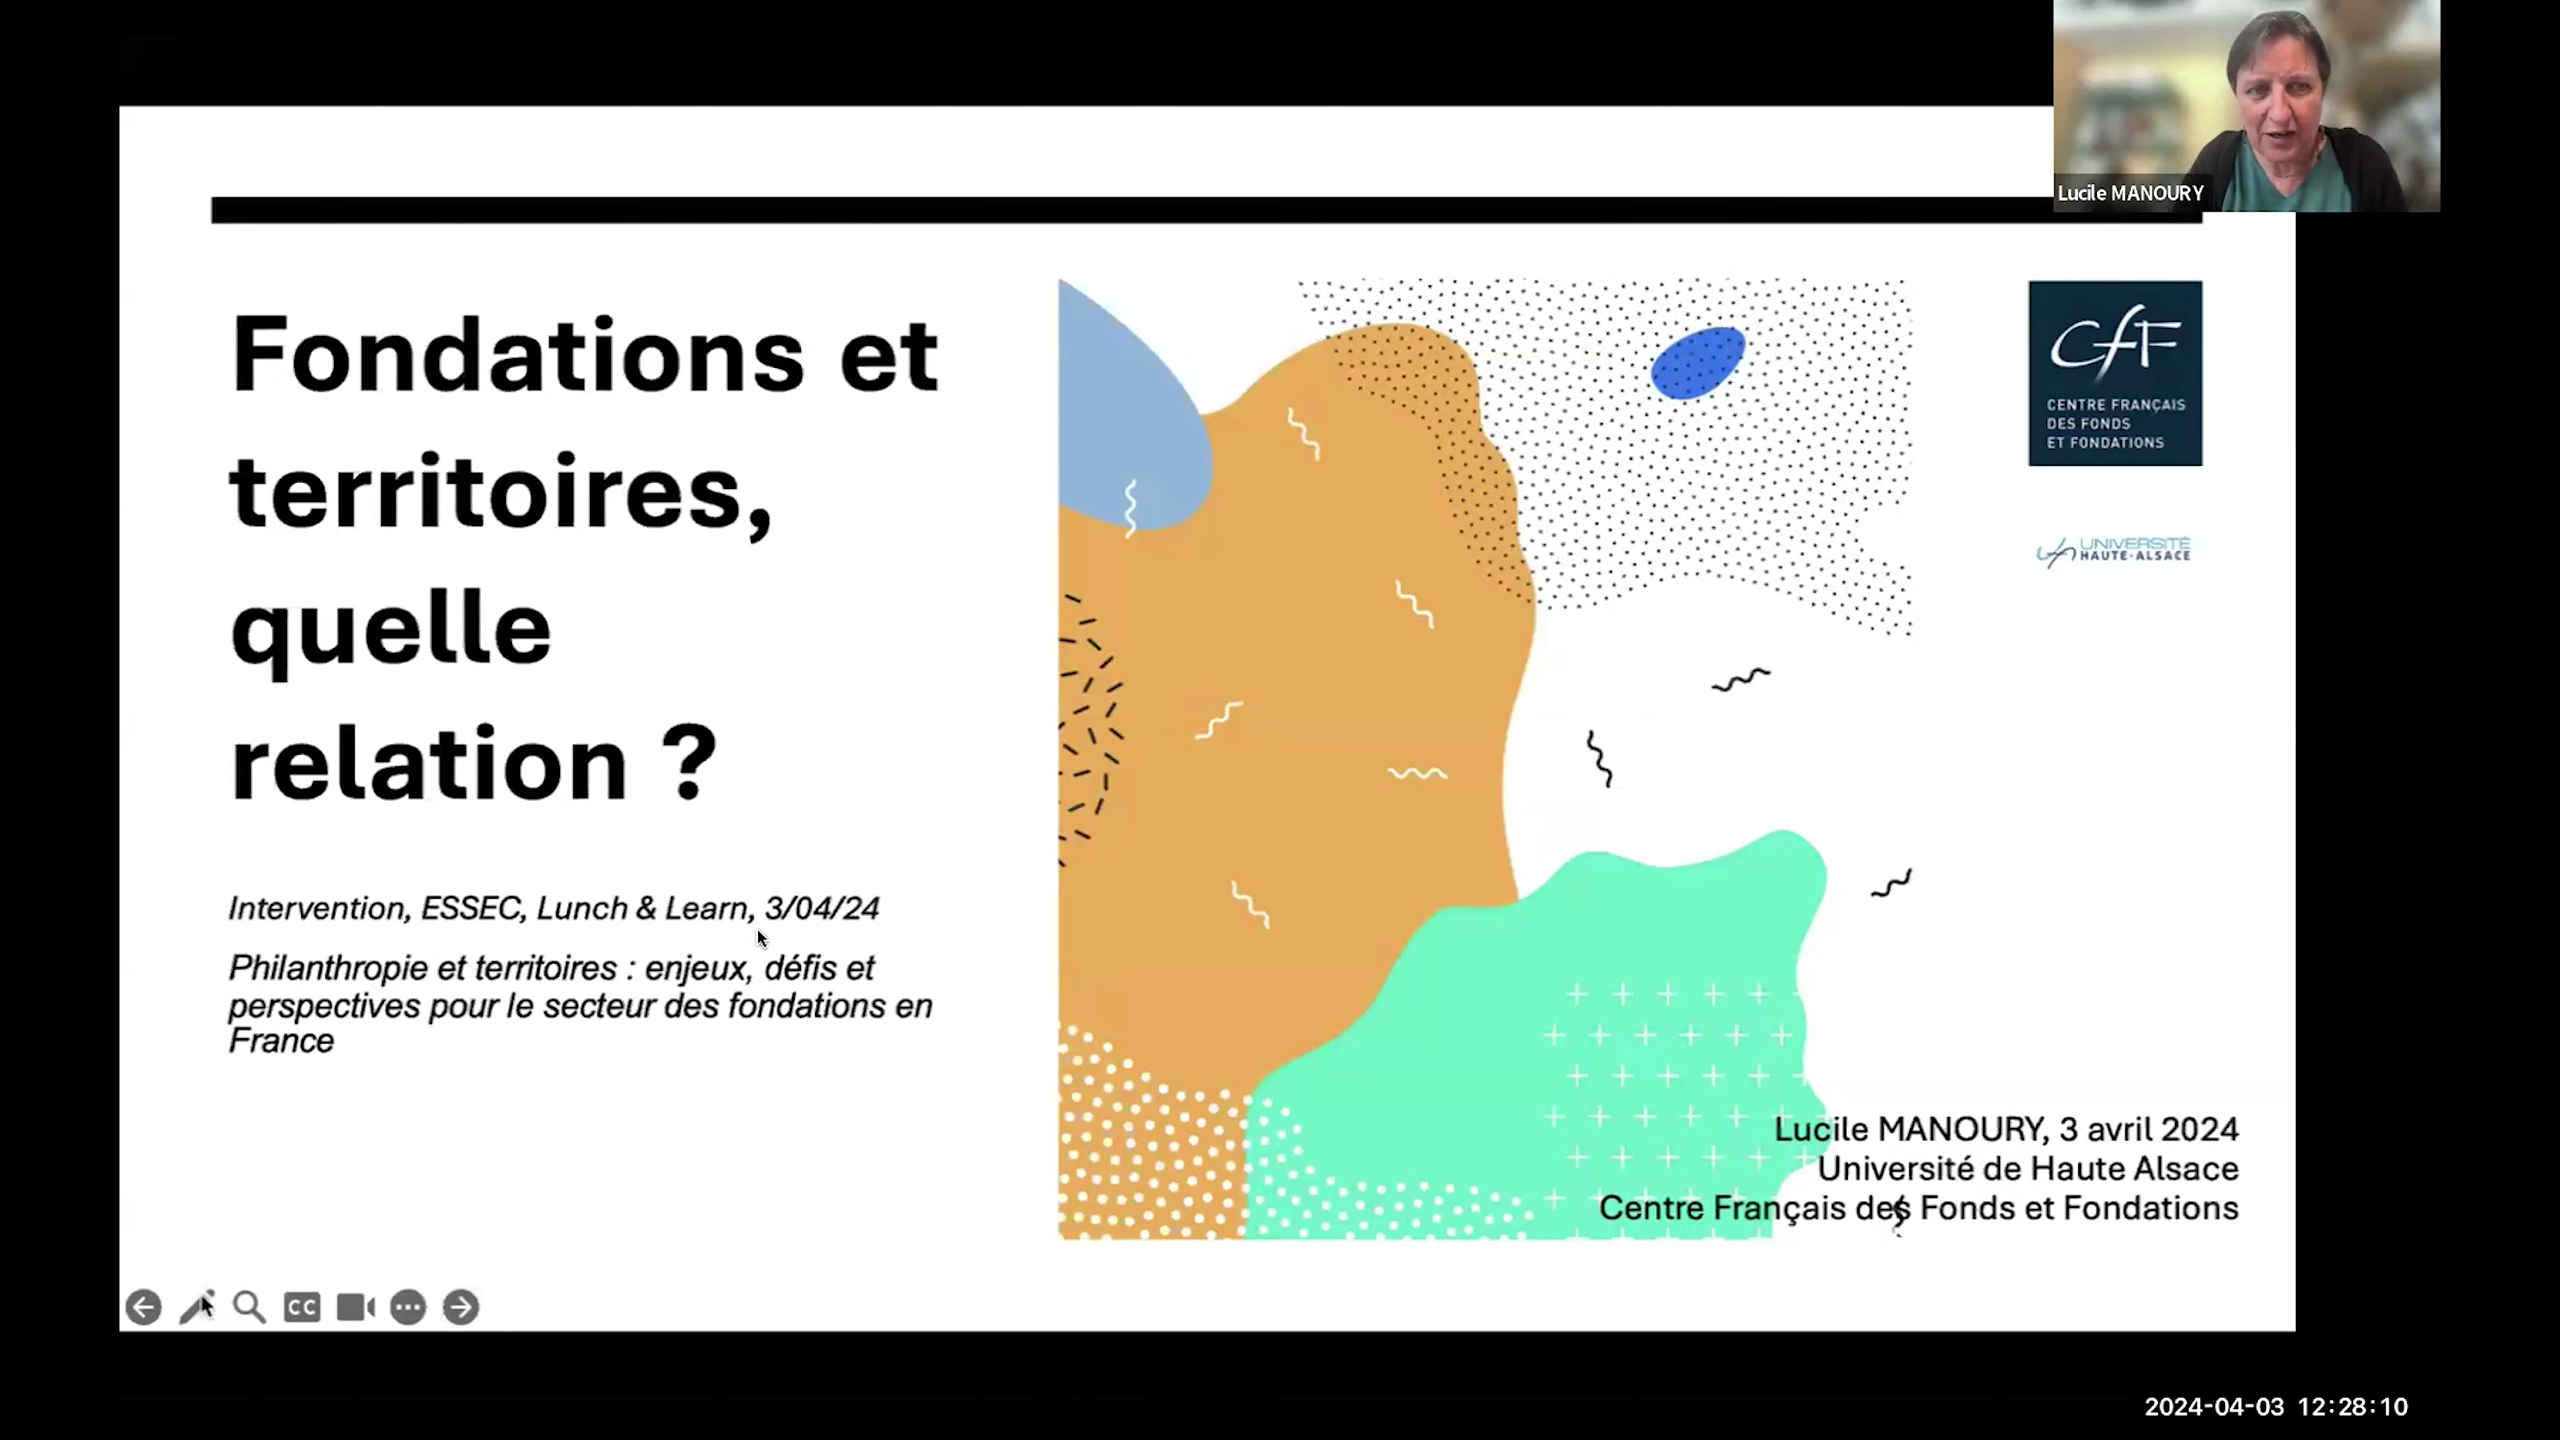 Lucile MANOURY
Fondations et
territoires,
quelle
relation ?
Intervention, ESSEC, Lunch & Learn, 3/04/24
Philanthropie et territoires : enjeux, défis et
perspectives pour le secteur des fondations en
France
CfF
CENTRE FRANÇAIS
DES FONDS
ET FONDATIONS
UNIVERSITÉ
HAUTE-ALSACE
Lucile MANOURY, 3 avril 2024
Université de Haute Alsace
Centre Français des Fonds et Fondations
CC
2024-04-03 12:28:10